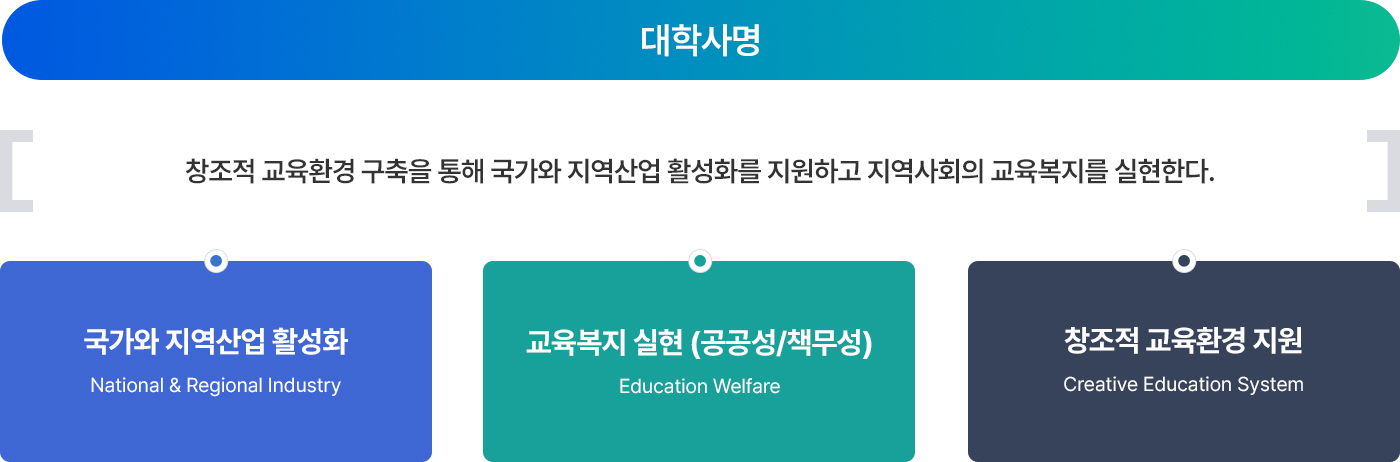 대학사명
창조적 교육환경 구축을 통해 국가와 지역산업 활성화를 지원하고 지역사회의 교육복지를 실현한다.
국가와 지역산업 활성화
National & Regional Industry
교육복지 실현 (공공성/책무성)
Education Welfare
창조적 교육환경 지원
Creative Education System